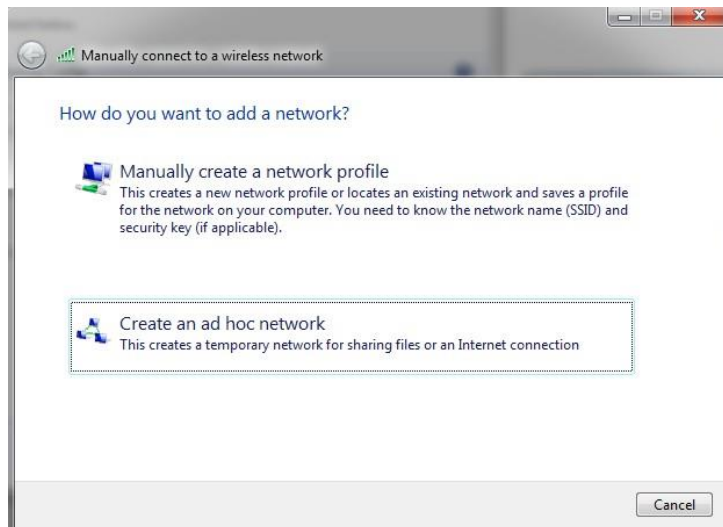 Manually connect to a wireless network
How do you want to add a network?
Manually create a network profile
This creates a new network profile or locates an existing network and saves a profile
for the network on your computer. You need to know the network name (SSID) and
security key (if applicable).
Create an ad hoc network
This creates a temporary network for sharing files or an Internet connection
Cancel